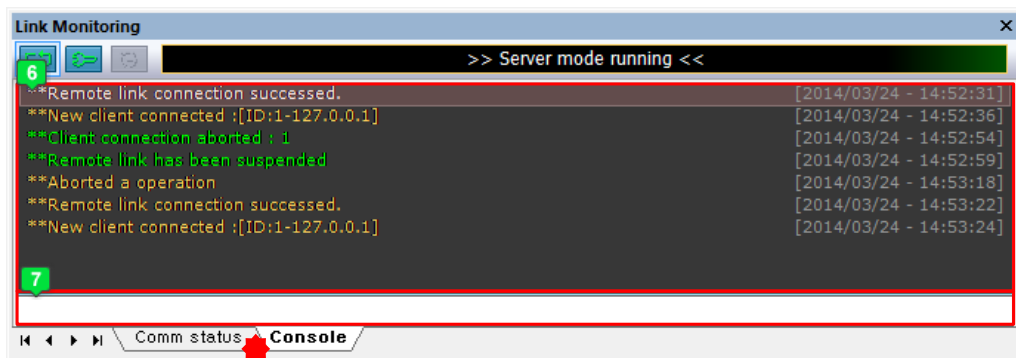 Link Monitoring
>> Server mode running <<
6
**Remote link connection successed. [2014/03/24 - 14:52:31]
**New client connected :[ID:1-127.0.0.1] [2014/03/24 - 14:52:36]
**Client connection aborted : 1 [2014/03/24 - 14:52:54]
**Remote link has been suspended [2014/03/24 - 14:52:59]
**Aborted a operation [2014/03/24 - 14:53:18]
**Remote link connection successed. [2014/03/24 - 14:53:22]
**New client connected :[ID:1-127.0.0.1] [2014/03/24 - 14:53:24]
7
Comm status Console